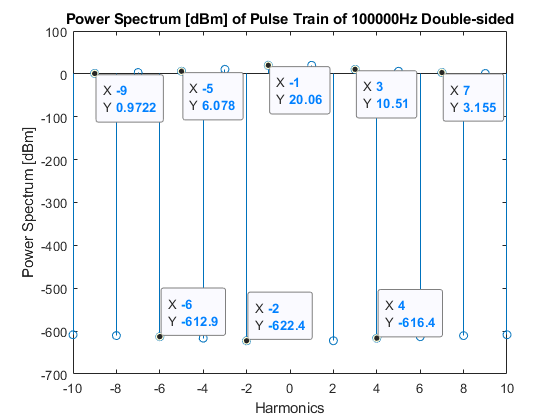 Power Spectrum [dBm] of Pulse Train of 100000Hz Double-sided
100
0
-100
-200
-300
-400
-500
-600
-700
Power Spectrum [dBm]
X -9
Y 0.9722
X -5
Y 6.078
X -1
Y 20.06
X 3
Y 10.51
X 7
Y 3.155
X -6
Y -612.9
X -2
Y -622.4
X 4
Y -616.4
-10 -8 -6 -4 -2 0 2 4 6 8 10
Harmonics